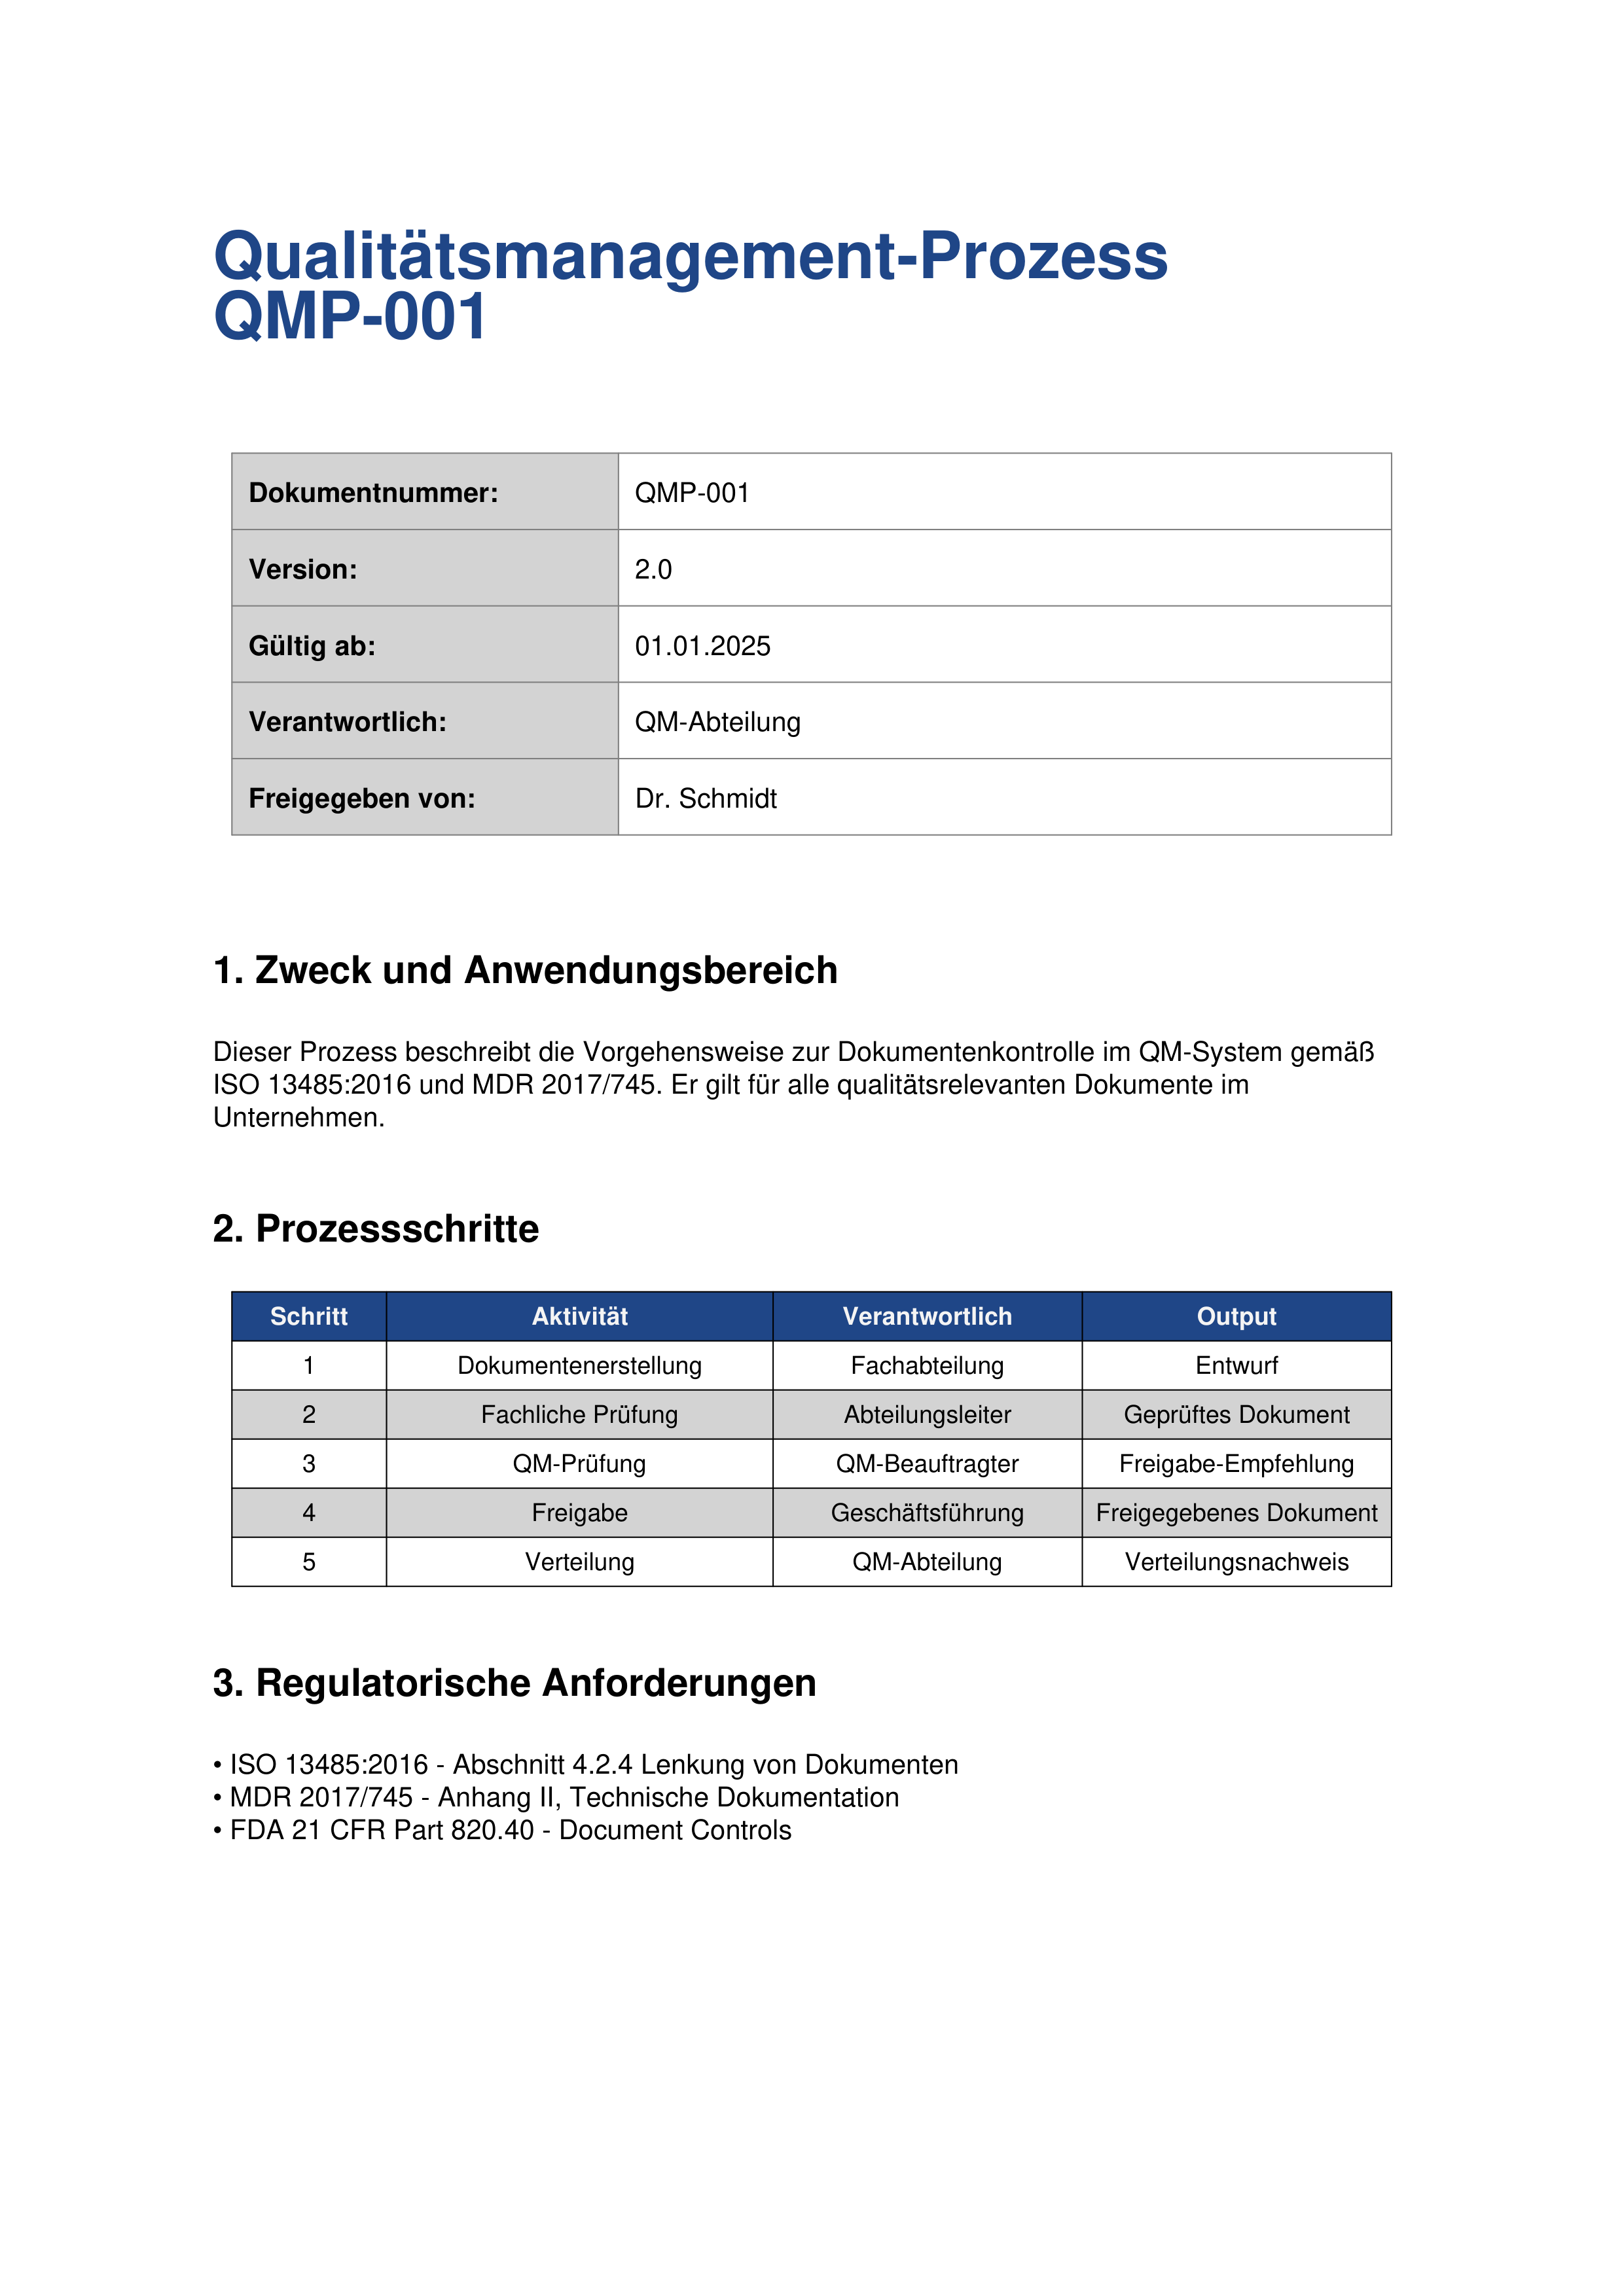 Qualitätsmanagement-Prozess
QMP-001
Dokumentnummer: QMP-001
Version: 2.0
Gültig ab: 01.01.2025
Verantwortlich: QM-Abteilung
Freigegeben von: Dr. Schmidt
1. Zweck und Anwendungsbereich
Dieser Prozess beschreibt die Vorgehensweise zur Dokumentenkontrolle im QM-System gemäß
ISO 13485:2016 und MDR 2017/745. Er gilt für alle qualitätsrelevanten Dokumente im
Unternehmen.
2. Prozessschritte
Schritt Aktivität Verantwortlich Output
1 Dokumentenerstellung Fachabteilung Entwurf
2 Fachliche Prüfung Abteilungsleiter Geprüftes Dokument
3 QM-Prüfung QM-Beauftragter Freigabe-Empfehlung
4 Freigabe Geschäftsführung Freigegebenes Dokument
5 Verteilung QM-Abteilung Verteilungsnachweis
3. Regulatorische Anforderungen
• ISO 13485:2016 - Abschnitt 4.2.4 Lenkung von Dokumenten
• MDR 2017/745 - Anhang II, Technische Dokumentation
• FDA 21 CFR Part 820.40 - Document Controls